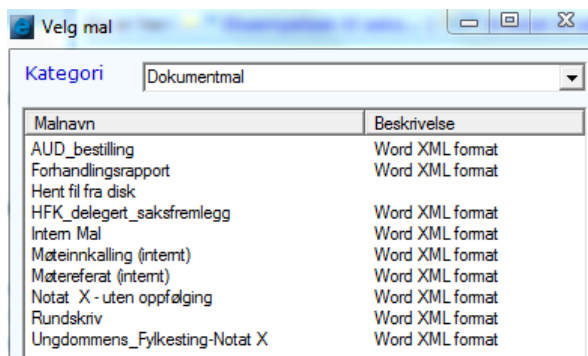 Velg mal
Kategori Dokumentmal
Malnavn Beskrivelse
AUD_bestilling Word XML format
Forhandlingsrapport Word XML format
Hent fil fra disk
HFK_delegert_saksfremlegg Word XML format
Intern Mal Word XML format
Møteinnkalling (internt) Word XML format
Møtereferat (internt) Word XML format
Notat X - uten oppfølging Word XML format
Rundskriv Word XML format
Ungdommens_Fylkesting-Notat X Word XML format